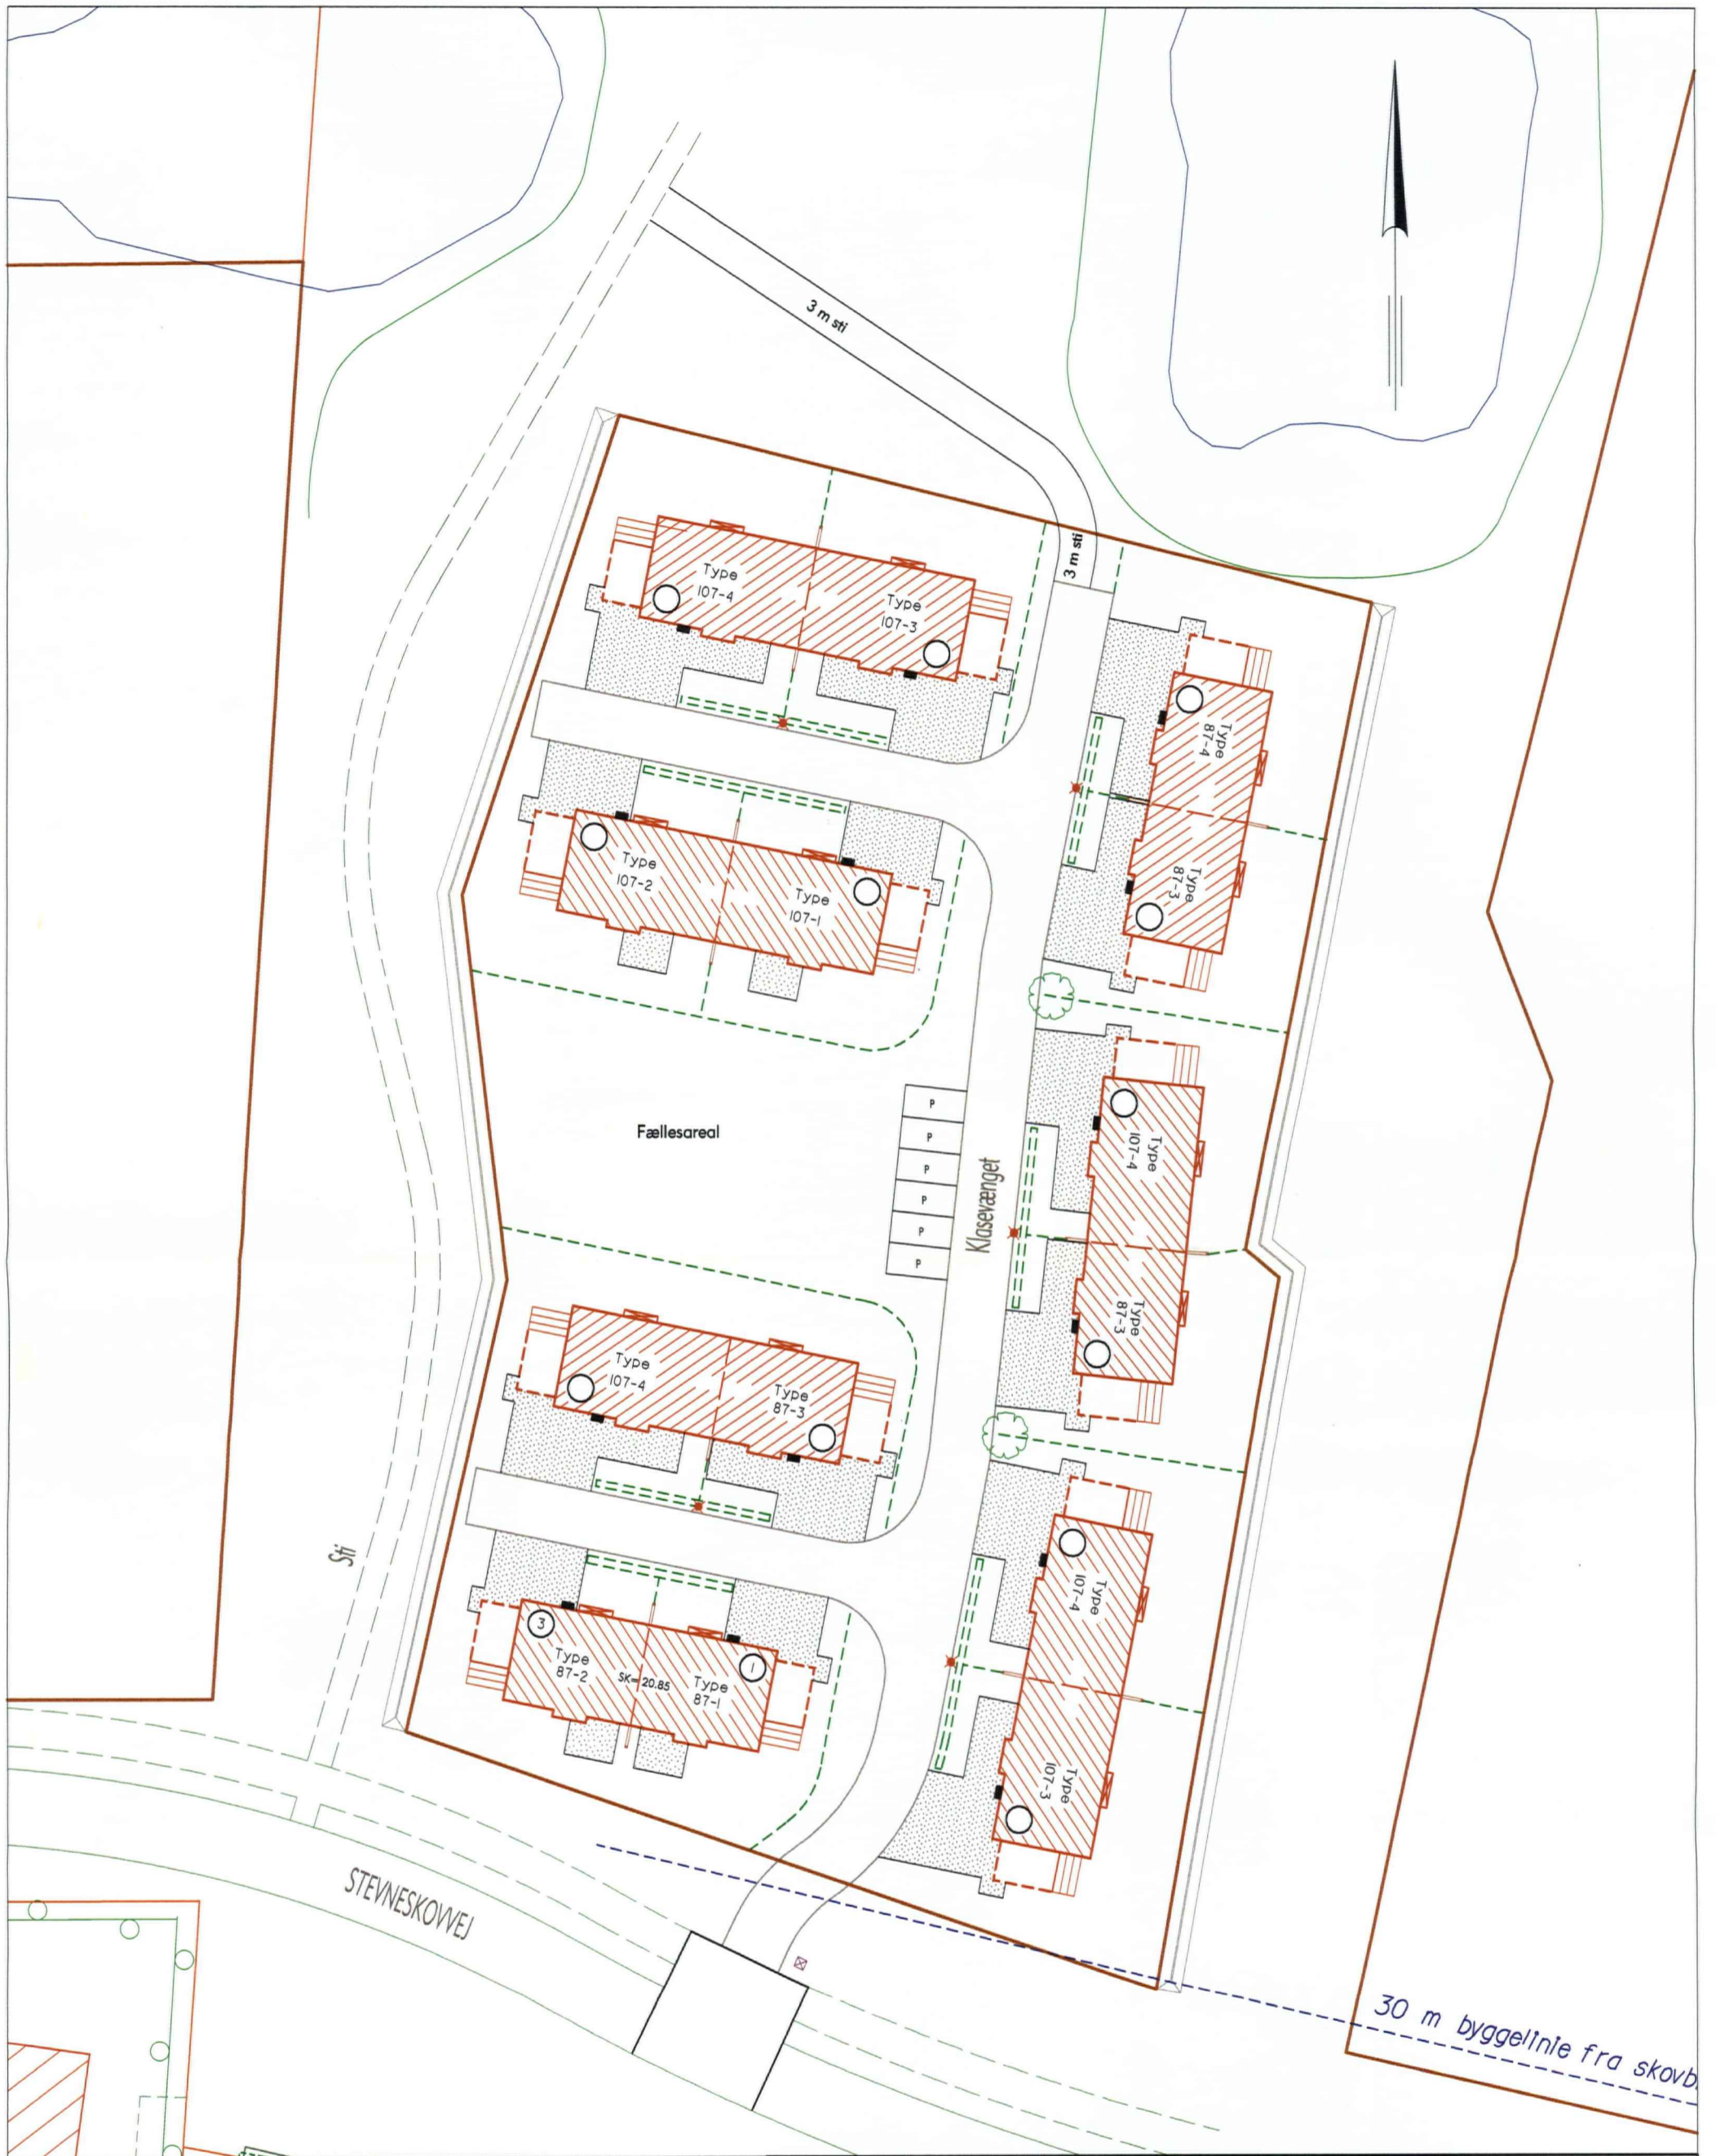 3 m sti
3 m sti
Type
107-4
Type
107-3
Type
87-4
Type
107-2
Type
107-1
Type
87-3
P
P
P
P
P
P
Fællesareal
Klasevænget
Type
107-4
Type
87-3
Type
107-4
Type
87-3
Sti
3
Type
87-2
SK= 20.85
Type
87-1
1
Type
107-4
Type
107-3
STEVNESKOVVEJ
30 m byggelinie fra skovb